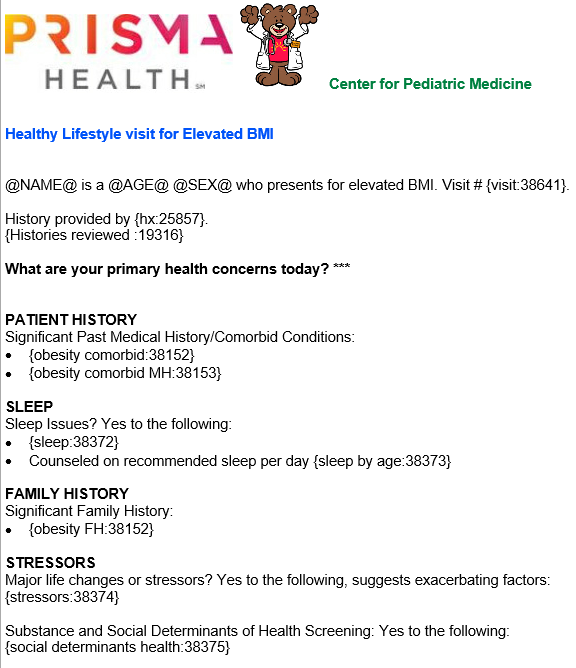 PRISMA
HEALTH SM
Center for Pediatric Medicine
Healthy Lifestyle visit for Elevated BMI
@NAME@ is a @AGE@ @SEX@ who presents for elevated BMI. Visit # {visit:38641}.
History provided by {hx:25857}.
{Histories reviewed :19316}
What are your primary health concerns today? ***
PATIENT HISTORY
Significant Past Medical History/Comorbid Conditions:
• {obesity comorbid:38152}
• {obesity comorbid MH:38153}
SLEEP
Sleep Issues? Yes to the following:
• {sleep:38372}
• Counseled on recommended sleep per day {sleep by age:38373}
FAMILY HISTORY
Significant Family History:
• {obesity FH:38152}
STRESSORS
Major life changes or stressors? Yes to the following, suggests exacerbating factors:
{stressors:38374}
Substance and Social Determinants of Health Screening: Yes to the following:
{social determinants health:38375}